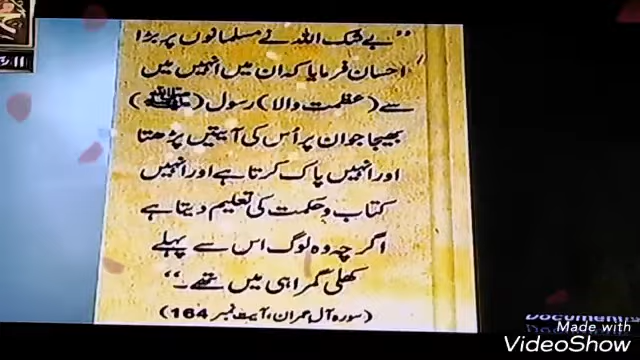 ”بے شک اللہ نے مسلمانوں پر بڑا
احسان فرمایا کہ ان میں انہیں میں
سے (عظمت والا) رسول (ﷺ)
بھیجا جو ان پر اُس کی آیتیں پڑھتا
اور انہیں پاک کرتا ہے اور انہیں
کتاب و حکمت کی تعلیم دیتا ہے
اگرچہ وہ لوگ اس سے پہلے
کھلی گمراہی میں تھے۔“
(سورہ آل عمران، آیت نمبر 164)
Made with
VideoShow